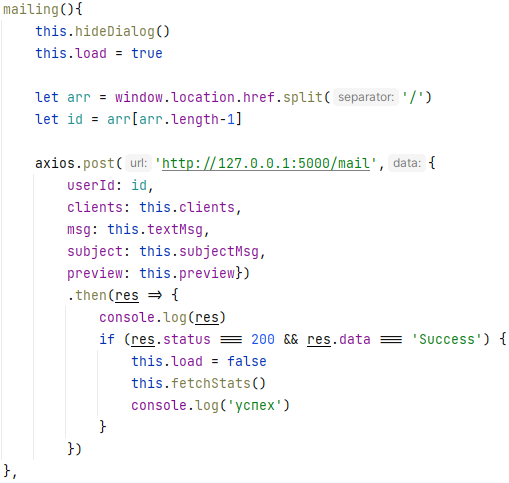 mailing(){
    this.hideDialog()
    this.load = true

    let arr = window.location.href.split( separator: '/')
    let id = arr[arr.length-1]

    axios.post( url: 'http://127.0.0.1:5000/mail', data: {
        userId: id,
        clients: this.clients,
        msg: this.textMsg,
        subject: this.subjectMsg,
        preview: this.preview})
        .then(res => {
            console.log(res)
            if (res.status === 200 && res.data === 'Success') {
                this.load = false
                this.fetchStats()
                console.log('успех')
            }
        })
},